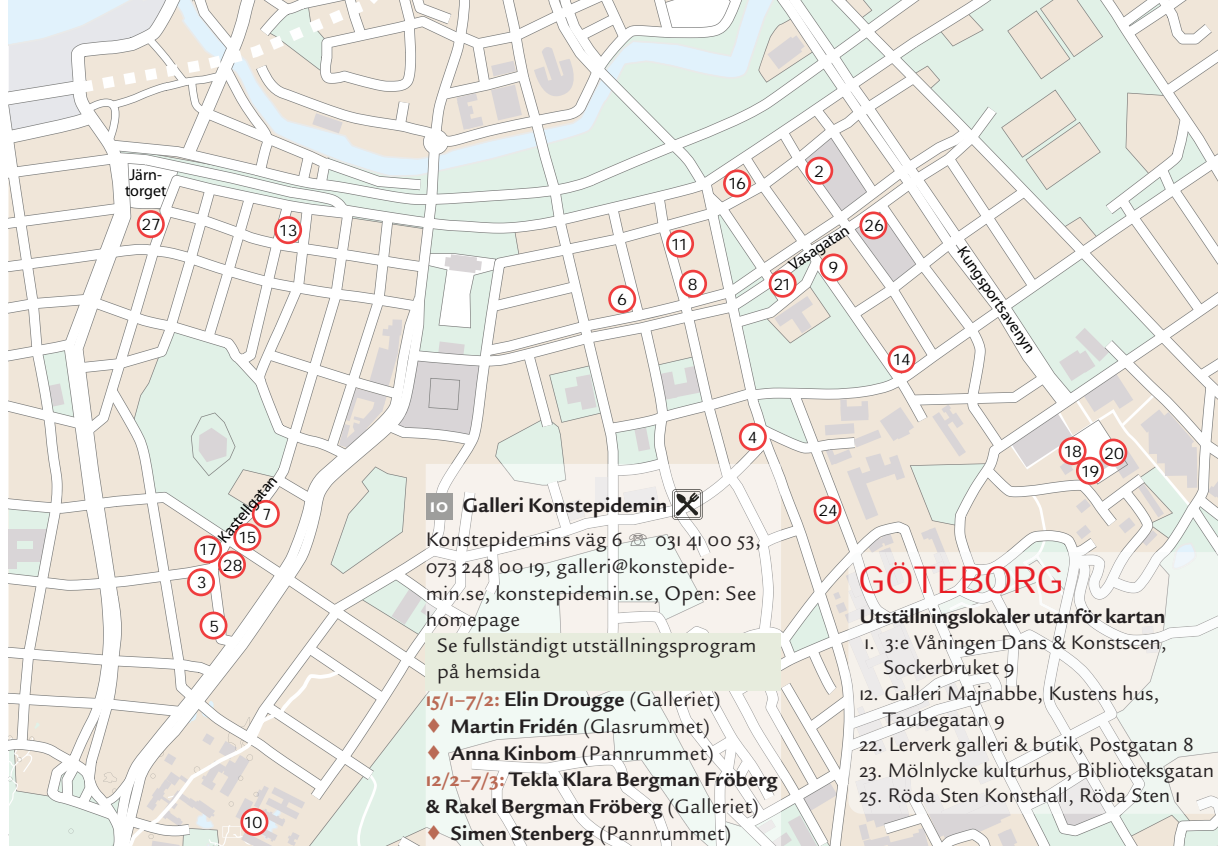 Järn-
torget
27
13
16
2
11
26
Vasagatan
9
8
21
6
Kungsportsavenyn
14
4
18
20
19
24
Kastellgatan
7
15
17
28
3
5
10
10 Galleri Konstepidemin
Konstepidemins väg 6 ☏ 031 41 00 53,
073 248 00 19, galleri@konstepide-
min.se, konstepidemin.se, Open: See
homepage
Se fullständigt utställningsprogram
på hemsida
15/1–7/2: Elin Drougge (Galleriet)
♦ Martin Fridén (Glasrummet)
♦ Anna Kinbom (Pannrummet)
12/2–7/3: Tekla Klara Bergman Fröberg
& Rakel Bergman Fröberg (Galleriet)
♦ Simen Stenberg (Pannrummet)
GÖTEBORG
Utställningslokaler utanför kartan
1. 3:e Våningen Dans & Konstscen,
Sockerbruket 9
12. Galleri Majnabbe, Kustens hus,
Taubegatan 9
22. Lerverk galleri & butik, Postgatan 8
23. Mölnlycke kulturhus, Biblioteksgatan
25. Röda Sten Konsthall, Röda Sten 1